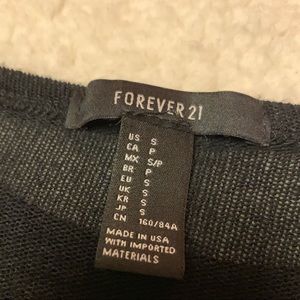 FOREVER 21
US S
CA P
MX S/P
BR P
EU S
UK S
KR S
JP S
CN 160/84A
MADE IN USA
WITH IMPORTED
MATERIALS